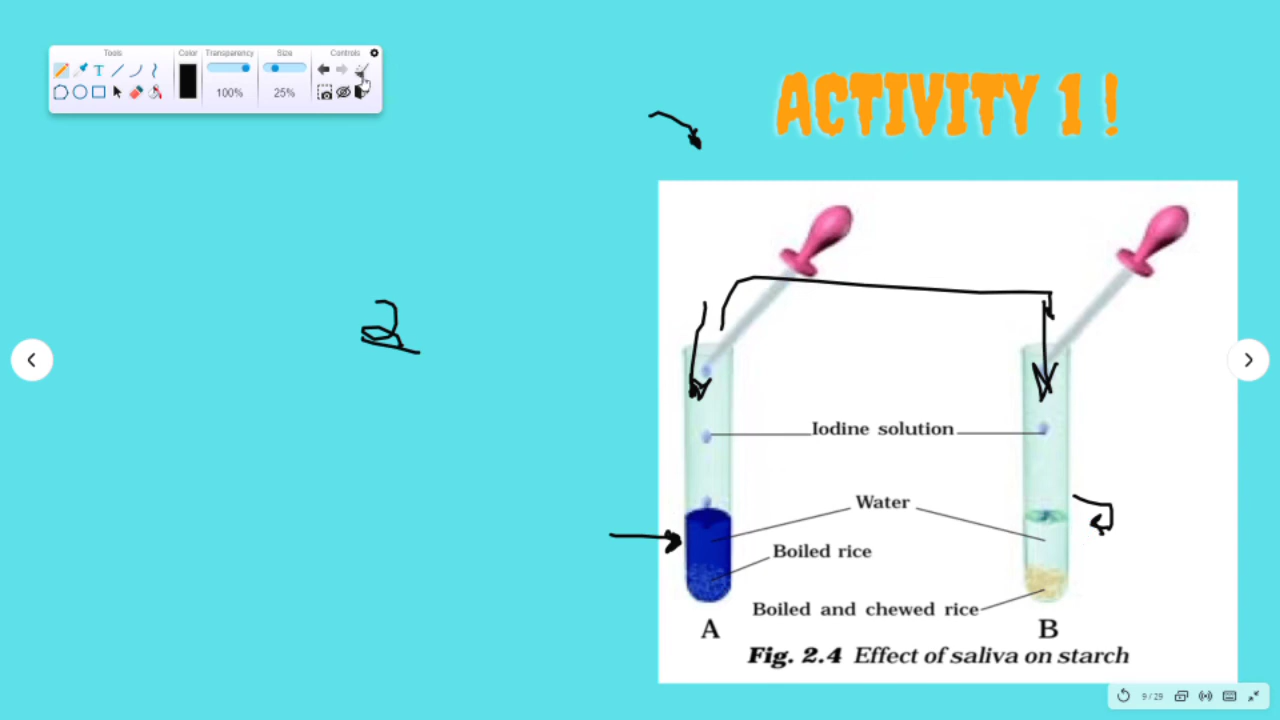 Tools Color Transparency Size Controls
T
100% 25%
ACTIVITY 1 !
2
Iodine solution
Water
Boiled rice
Boiled and chewed rice
A B
Fig. 2.4 Effect of saliva on starch
9 / 29